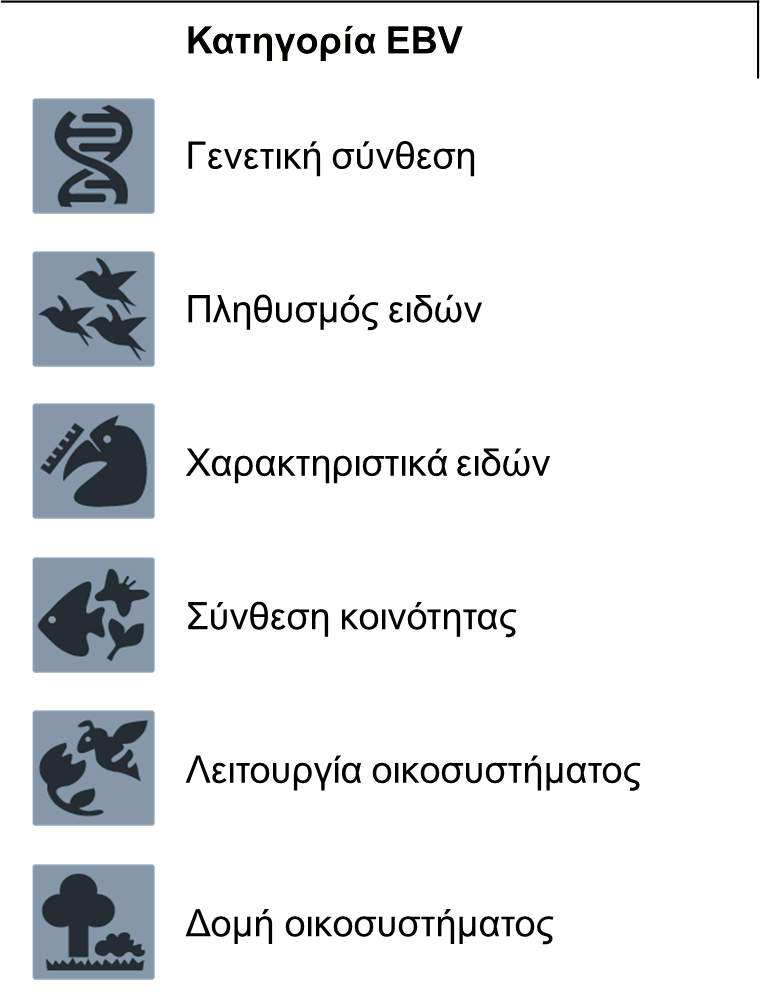 Κατηγορία EBV
Γενετική σύνθεση
Πληθυσμός ειδών
Χαρακτηριστικά ειδών
Σύνθεση κοινότητας
Λειτουργία οικοσυστήματος
Δομή οικοσυστήματος